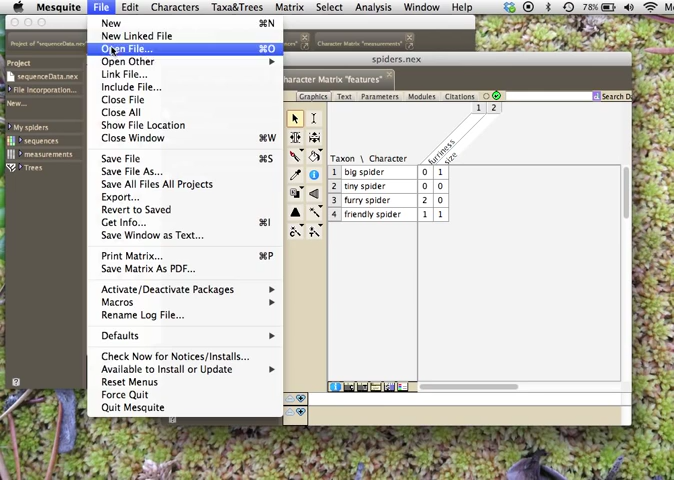 Mesquite File Edit Characters Taxa&Trees Matrix Select Analysis Window Help 78%
Project of "sequenceData.nex"
Character Matrix "measurements"
Project
sequenceData.nex
File Incorporation...
New...
My spiders
sequences
measurements
Trees
New ⌘N
New Linked File
Open File... ⌘O
Open Other
Link File...
Include File...
Close File
Close All
Show File Location
Close Window ⌘W
Save File ⌘S
Save File As...
Save All Files All Projects
Export...
Revert to Saved
Get Info... ⌘I
Save Window as Text...
Print Matrix... ⌘P
Save Matrix As PDF...
Activate/Deactivate Packages
Macros
Rename Log File...
Defaults
Check Now for Notices/Installs...
Available to Install or Update
Reset Menus
Force Quit
Quit Mesquite
spiders.nex
haracter Matrix "features"
Graphics Text Parameters Modules Citations Search Da
1 2
furriness
size
Taxon \ Character
1 big spider 0 1
2 tiny spider 0 0
3 furry spider 2 0
4 friendly spider 1 1